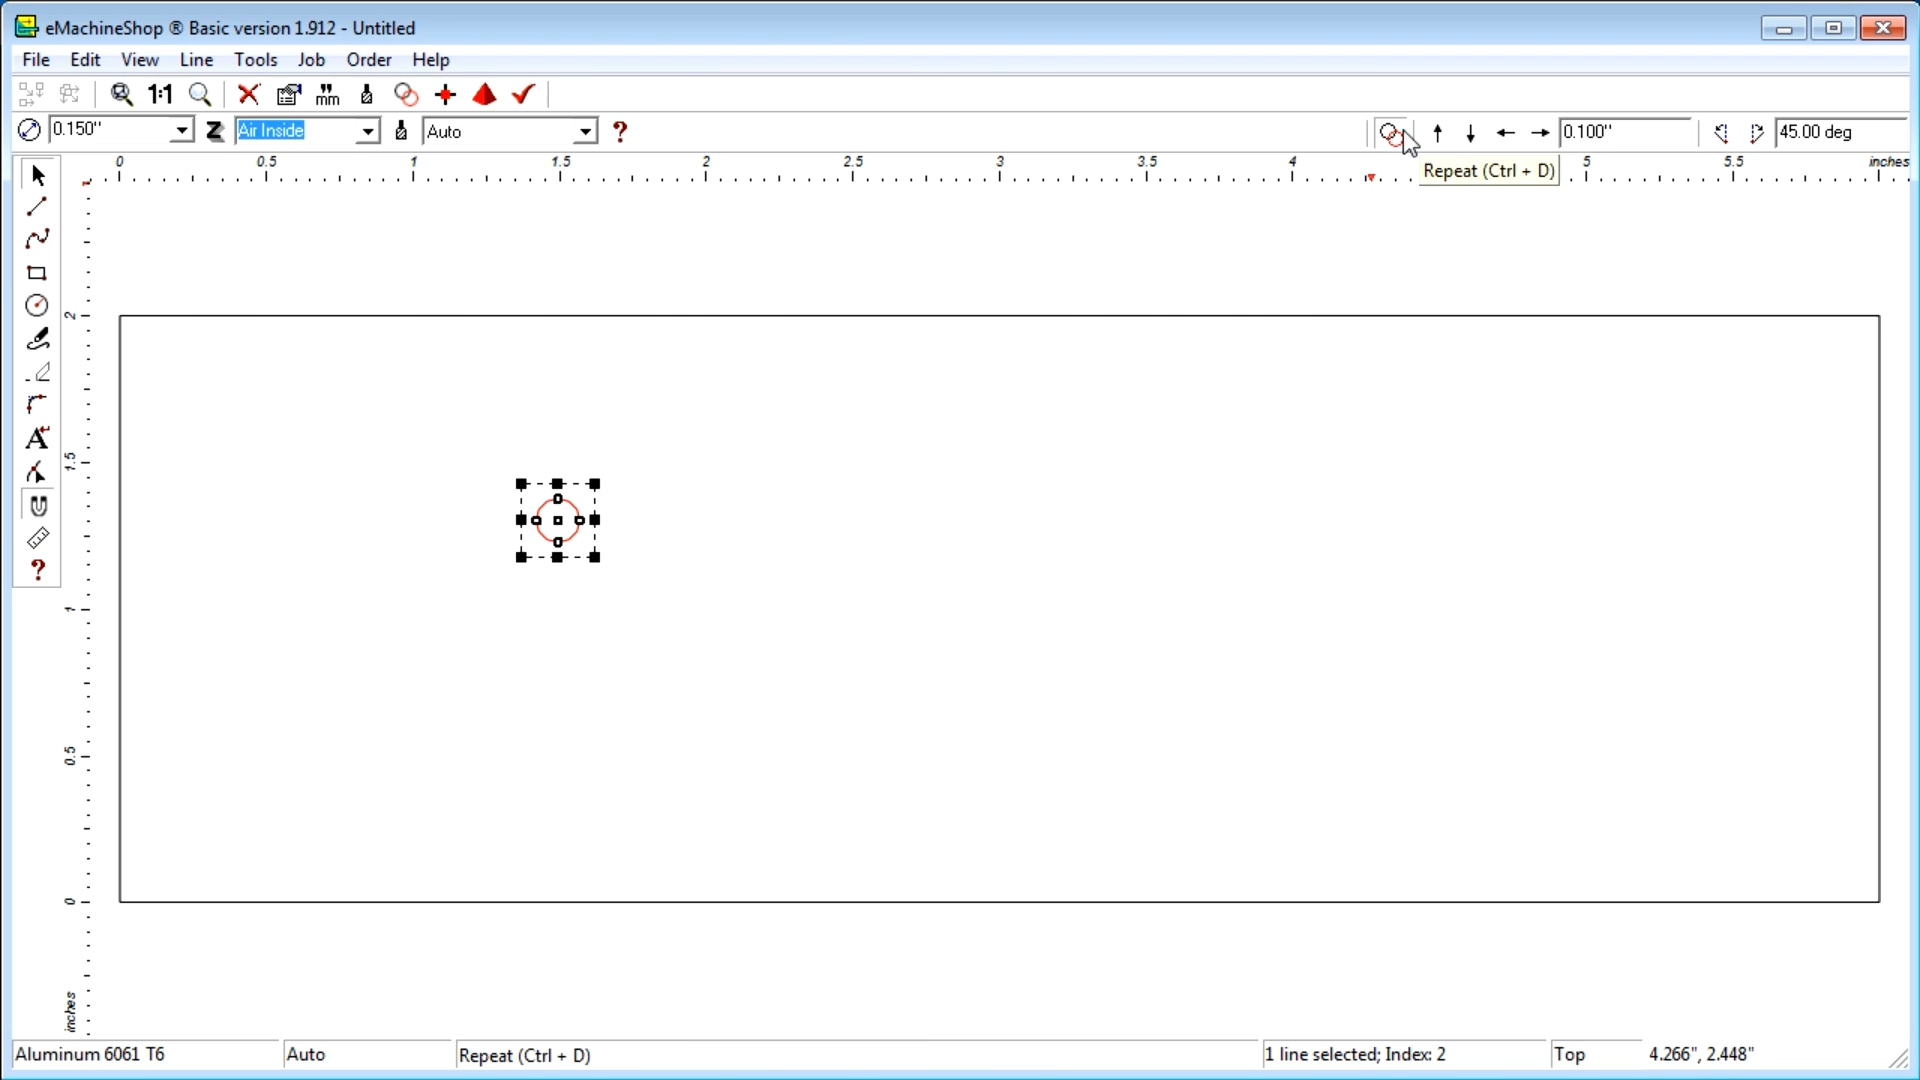 eMachineShop ® Basic version 1.912 - Untitled
File Edit View Line Tools Job Order Help
1:1 mm
0.150" Z Air Inside Auto ? 0.100" 45.00 deg
Repeat (Ctrl + D)
0 0.5 1 1.5 2 2.5 3 3.5 4 5 5.5 inches
A
?
2
1.5
1
0.5
0
inches
Aluminum 6061 T6 Auto Repeat (Ctrl + D) 1 line selected; Index: 2 Top 4.266", 2.448"